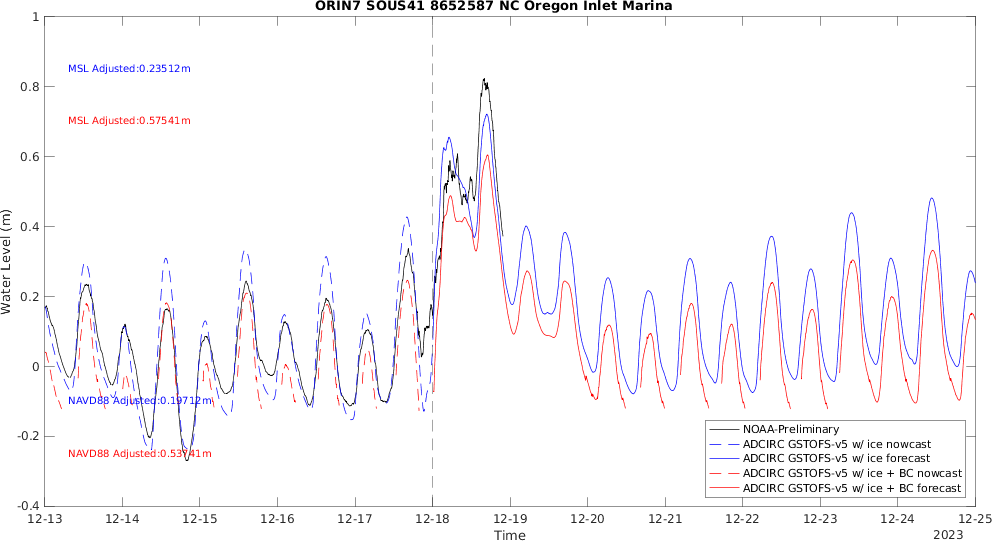 ORIN7 SOUS41 8652587 NC Oregon Inlet Marina
1
0.8
0.6
0.4
0.2
0
-0.2
-0.4
Water Level (m)
MSL Adjusted:0.23512m
MSL Adjusted:0.57541m
NAVD88 Adjusted:0.19712m
NAVD88 Adjusted:0.53741m
NOAA-Preliminary
ADCIRC GSTOFS-v5 w/ ice nowcast
ADCIRC GSTOFS-v5 w/ ice forecast
ADCIRC GSTOFS-v5 w/ ice + BC nowcast
ADCIRC GSTOFS-v5 w/ ice + BC forecast
12-13 12-14 12-15 12-16 12-17 12-18 12-19 12-20 12-21 12-22 12-23 12-24 12-25
Time
2023